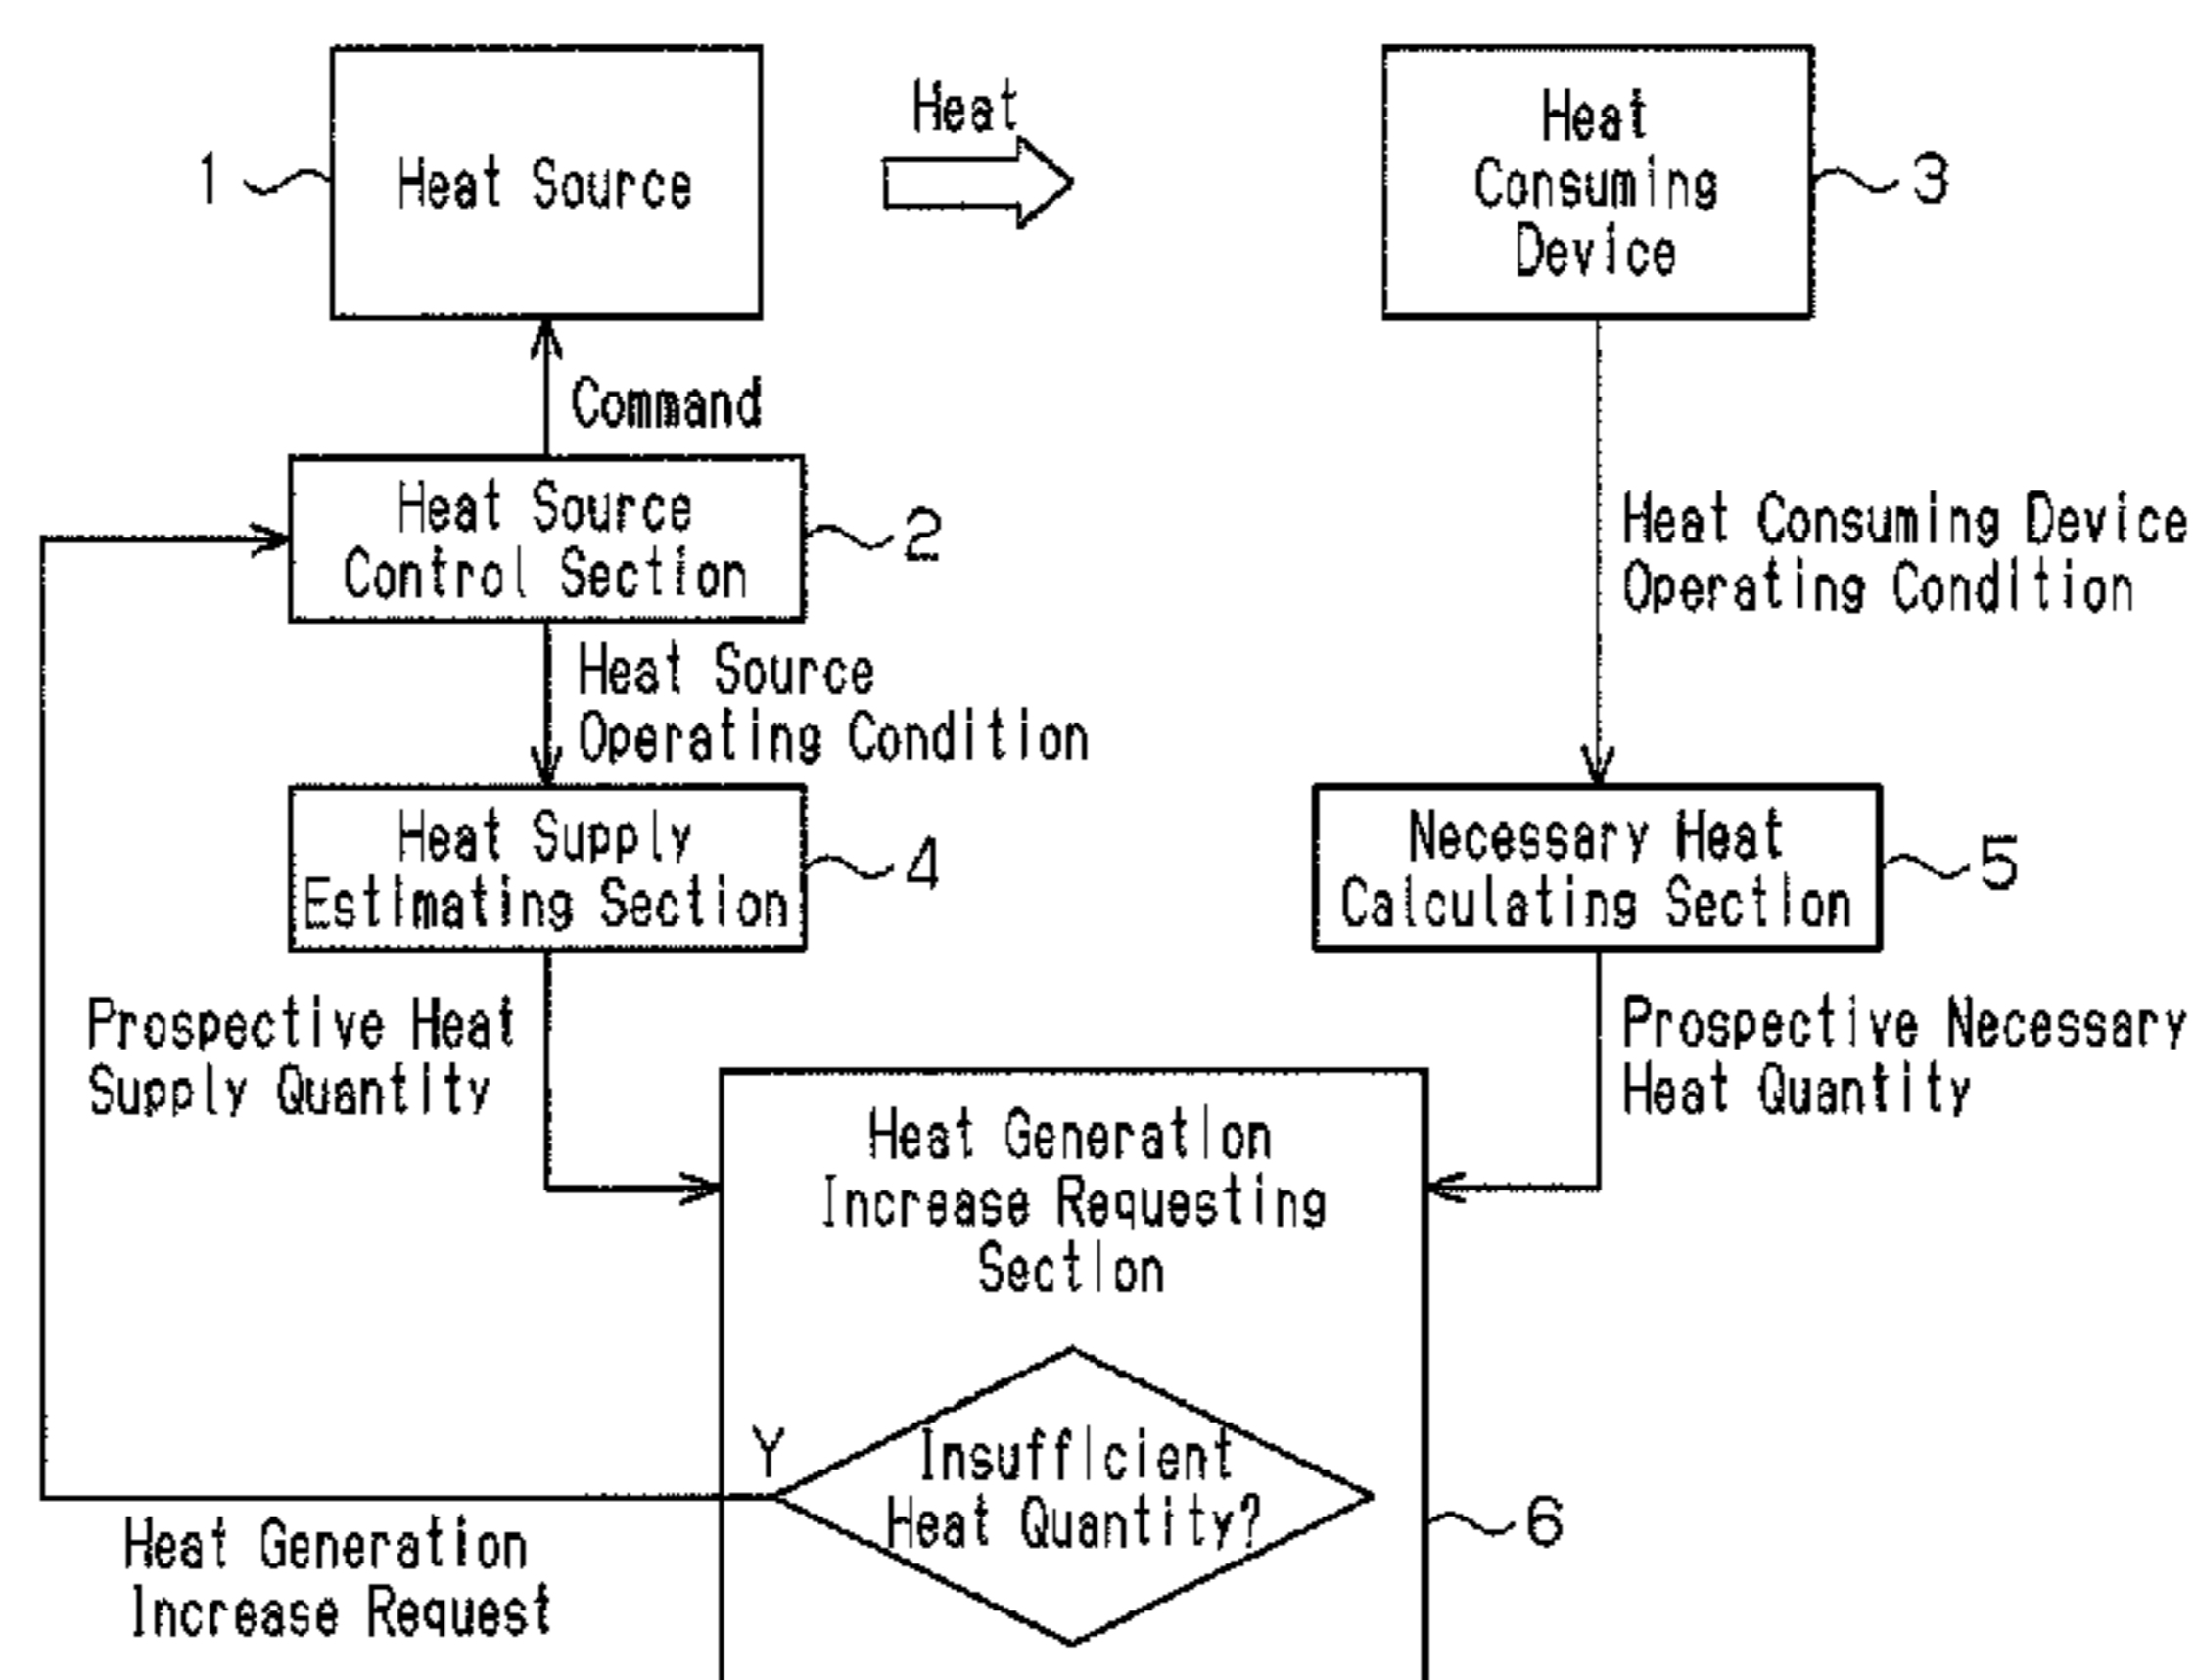 1
Heat Source
Heat
Heat
Consuming
Device
3
Command
Heat Source
Control Section
2
Heat Consuming Device
Operating Condition
Heat Source
Operating Condition
Heat Supply
Estimating Section
4
Necessary Heat
Calculating Section
5
Prospective Heat
Supply Quantity
Prospective Necessary
Heat Quantity
Heat Generation
Increase Requesting
Section
Y
Insufficient
Heat Quantity?
6
Heat Generation
Increase Request